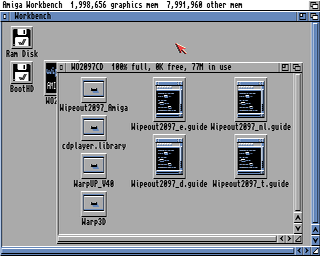 Amiga Workbench 1,998,656 graphics mem 7,991,960 other mem
Workbench
Ram Disk
BootHD
WO2097CD 100% full, 0K free, 77M in use
Wipeout2097_Amiga
cdplayer.library
WarpUP_V40
Warp3D
Wipeout2097_e.guide
Wipeout2097_nl.guide
Wipeout2097_d.guide
Wipeout2097_t.guide